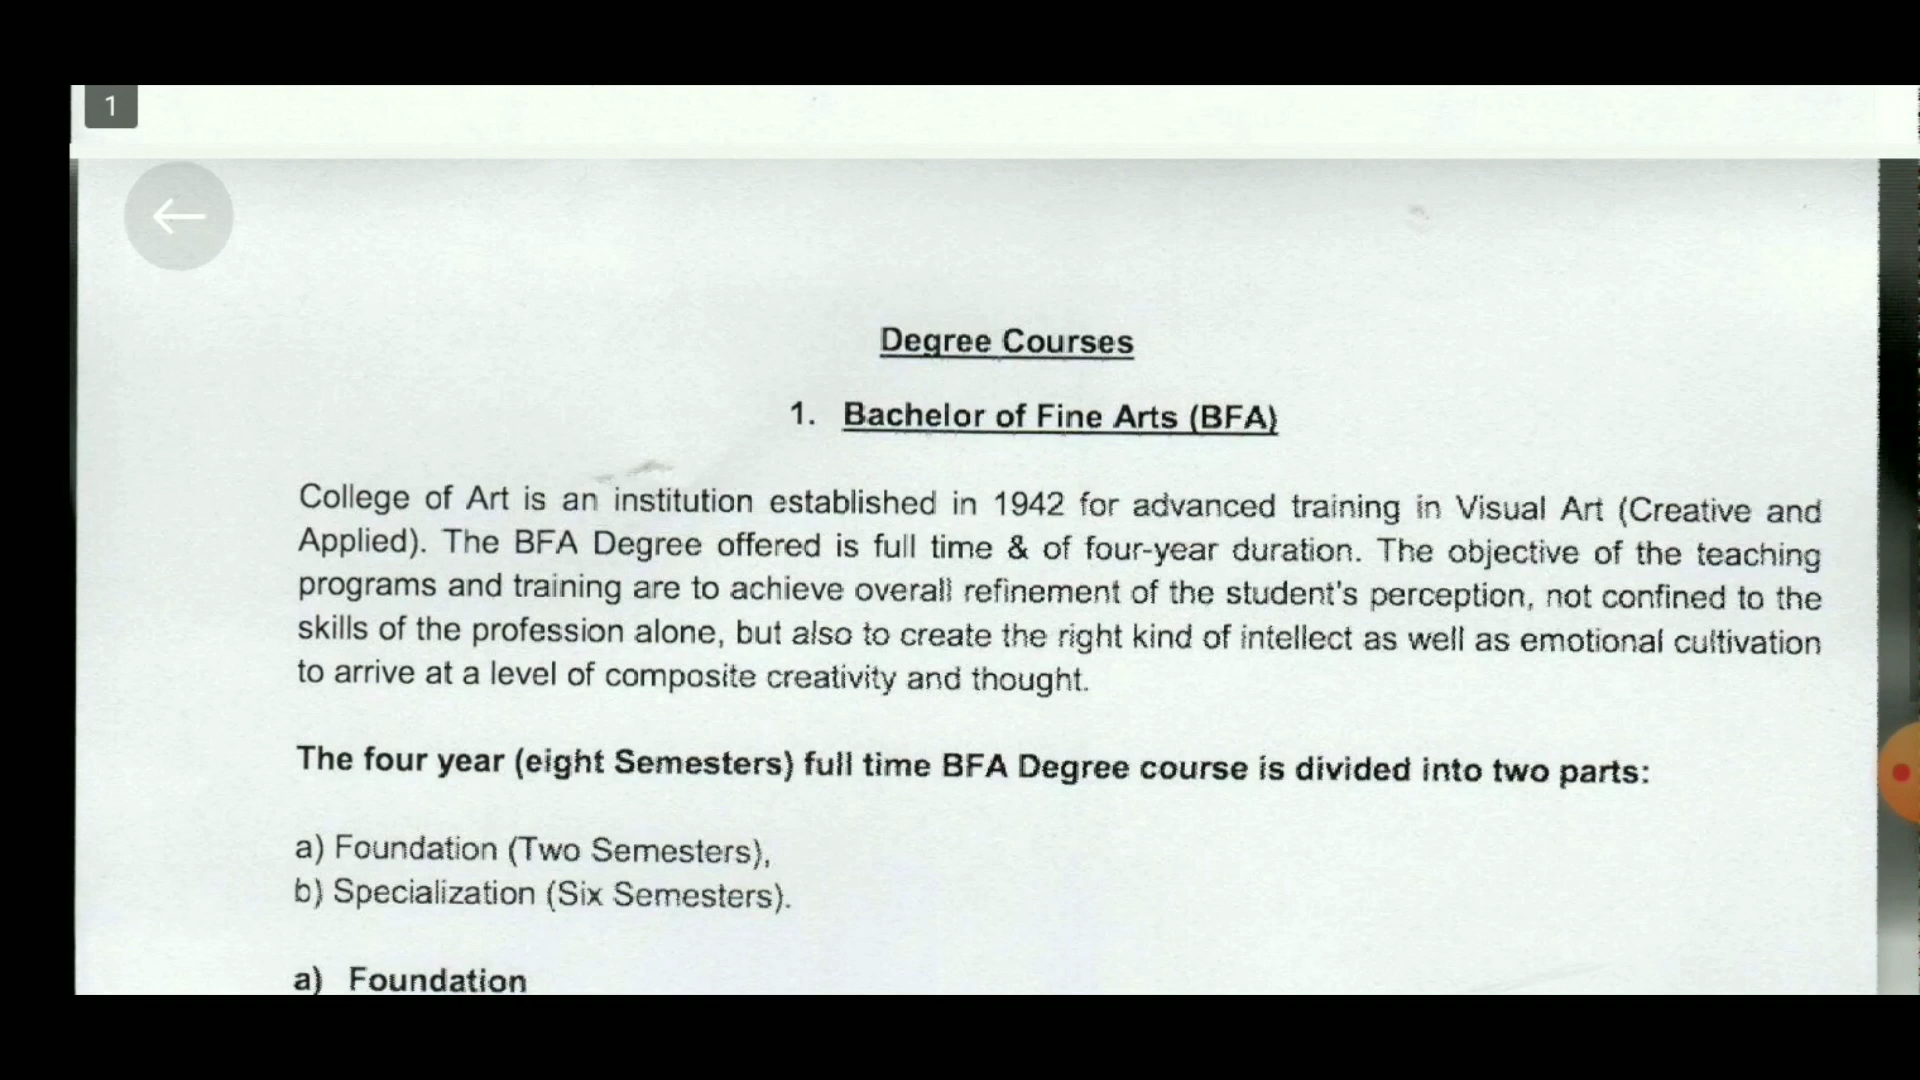 1
Degree Courses
1. Bachelor of Fine Arts (BFA)
College of Art is an institution established in 1942 for advanced training in Visual Art (Creative and
Applied). The BFA Degree offered is full time & of four-year duration. The objective of the teaching
programs and training are to achieve overall refinement of the student's perception, not confined to the
skills of the profession alone, but also to create the right kind of intellect as well as emotional cultivation
to arrive at a level of composite creativity and thought.
The four year (eight Semesters) full time BFA Degree course is divided into two parts:
a) Foundation (Two Semesters),
b) Specialization (Six Semesters).
a) Foundation